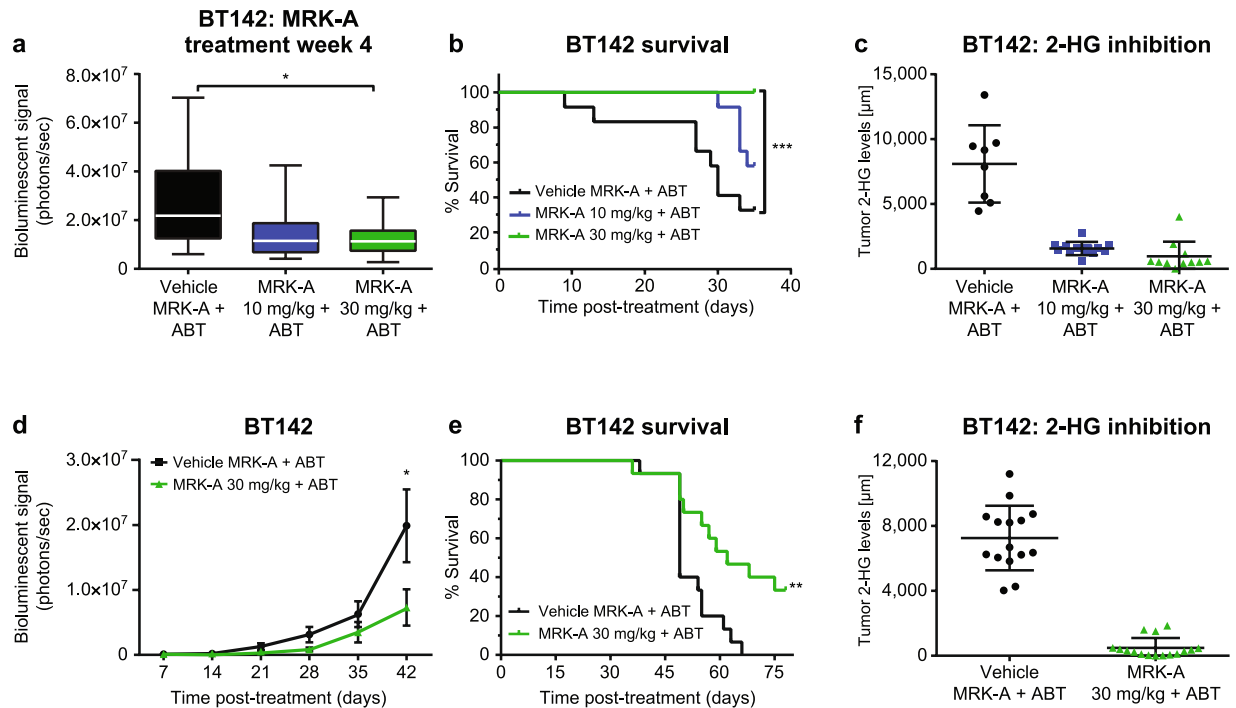 a
BT142: MRK-A
treatment week 4
Bioluminescent signal
(photons/sec)
8.0×10⁷
6.0×10⁷
4.0×10⁷
2.0×10⁷
0
*
Vehicle
MRK-A +
ABT
MRK-A
10 mg/kg +
ABT
MRK-A
30 mg/kg +
ABT
b
BT142 survival
% Survival
100
80
60
40
20
0
***
Vehicle MRK-A + ABT
MRK-A 10 mg/kg + ABT
MRK-A 30 mg/kg + ABT
0 10 20 30 40
Time post-treatment (days)
c
BT142: 2-HG inhibition
Tumor 2-HG levels [µm]
15,000
10,000
5,000
0
Vehicle
MRK-A +
ABT
MRK-A
10 mg/kg +
ABT
MRK-A
30 mg/kg +
ABT
d
BT142
Bioluminescent signal
(photons/sec)
3.0×10⁷
2.0×10⁷
1.0×10⁷
0
Vehicle MRK-A + ABT
MRK-A 30 mg/kg + ABT
*
7 14 21 28 35 42
Time post-treatment (days)
e
BT142 survival
% Survival
100
80
60
40
20
0
**
Vehicle MRK-A + ABT
MRK-A 30 mg/kg + ABT
0 15 30 45 60 75
Time post-treatment (days)
f
BT142: 2-HG inhibition
Tumor 2-HG levels [µm]
12,000
8,000
4,000
0
Vehicle
MRK-A + ABT
MRK-A
30 mg/kg + ABT